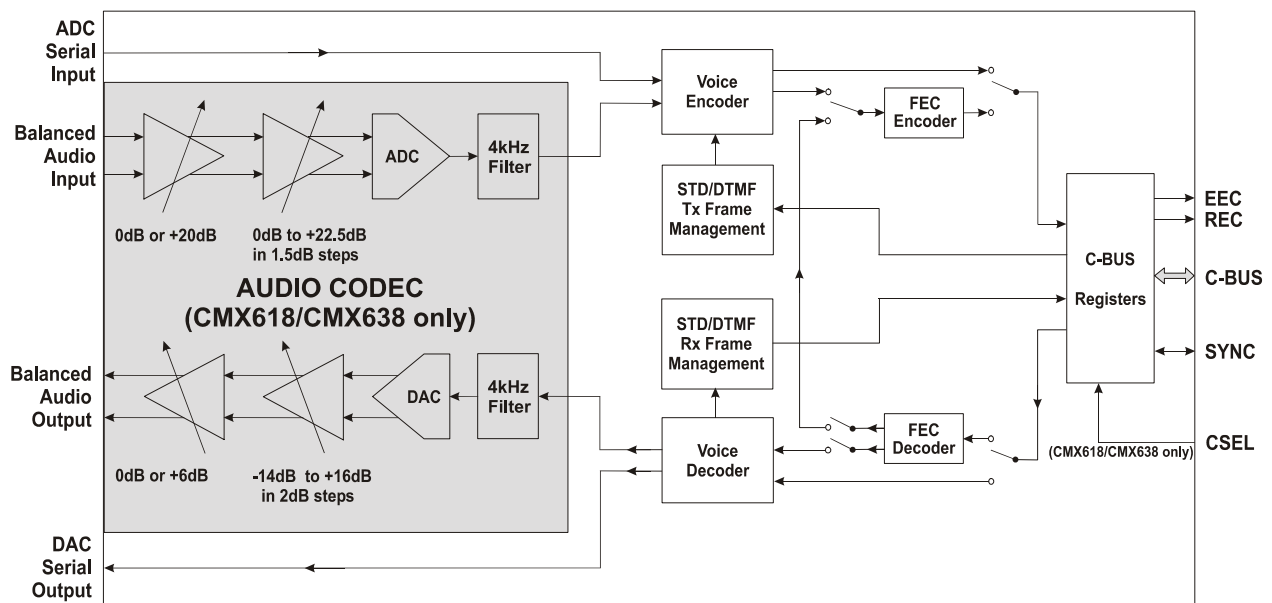 ADC
Serial
Input
Balanced
Audio
Input
0dB or +20dB
0dB to +22.5dB
in 1.5dB steps
ADC
4kHz
Filter
AUDIO CODEC
(CMX618/CMX638 only)
Balanced
Audio
Output
0dB or +6dB
-14dB to +16dB
in 2dB steps
DAC
4kHz
Filter
DAC
Serial
Output
Voice
Encoder
FEC
Encoder
STD/DTMF
Tx Frame
Management
STD/DTMF
Rx Frame
Management
Voice
Decoder
FEC
Decoder
C-BUS
Registers
(CMX618/CMX638 only)
EEC
REC
C-BUS
SYNC
CSEL